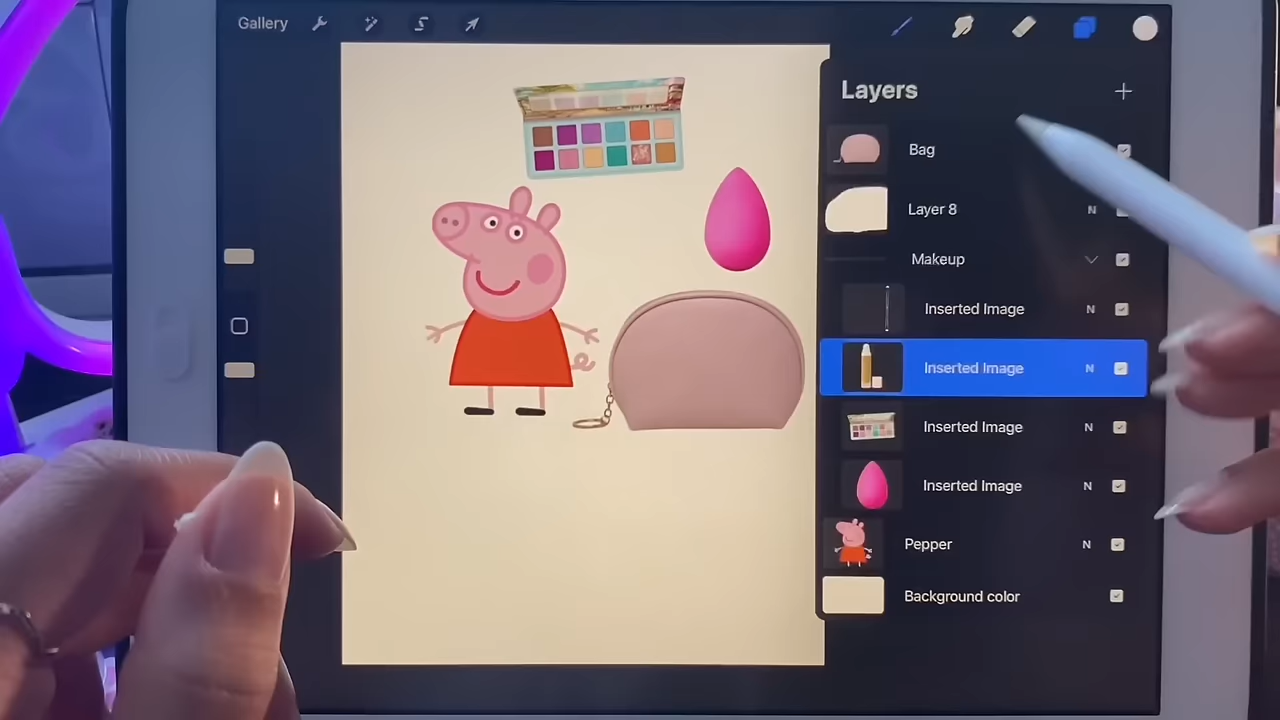 Gallery
Layers
Bag
Layer 8 N
Makeup
Inserted Image N
Inserted Image N
Inserted Image N
Inserted Image N
Pepper N
Background color